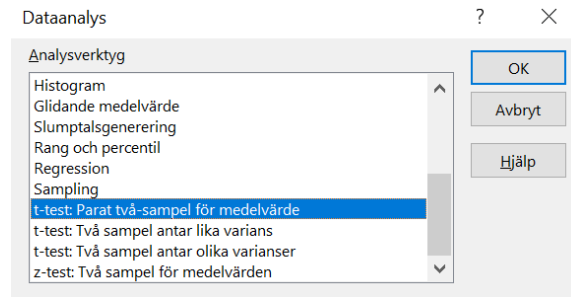 Dataanalys ? ×
Analysverktyg
Histogram
Glidande medelvärde
Slumptalsgenerering
Rang och percentil
Regression
Sampling
t-test: Parat två-sampel för medelvärde
t-test: Två sampel antar lika varians
t-test: Två sampel antar olika varianser
z-test: Två sampel för medelvärden
OK
Avbryt
Hjälp